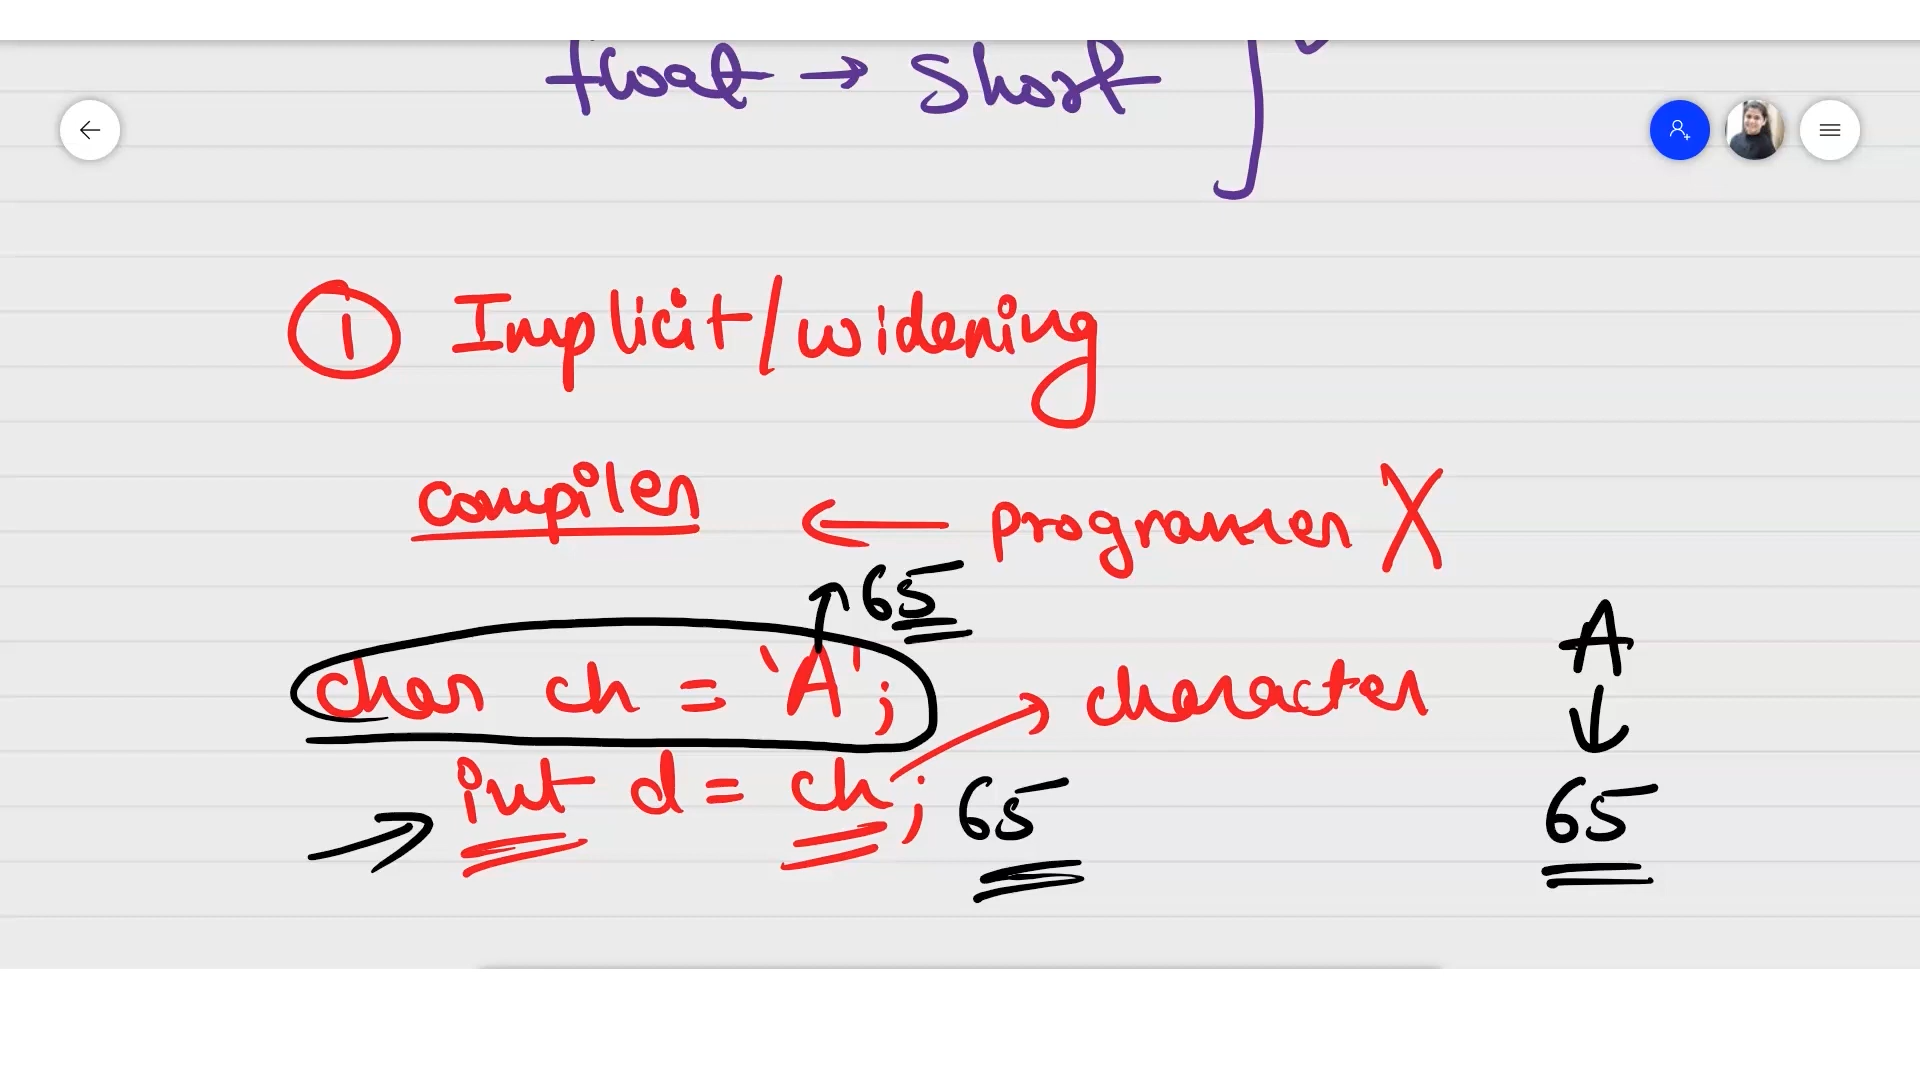 float → short
① Implicit/widening
compiler ← programmer X
65
char ch = 'A'; → character
A
↓
int d = ch; 65
65